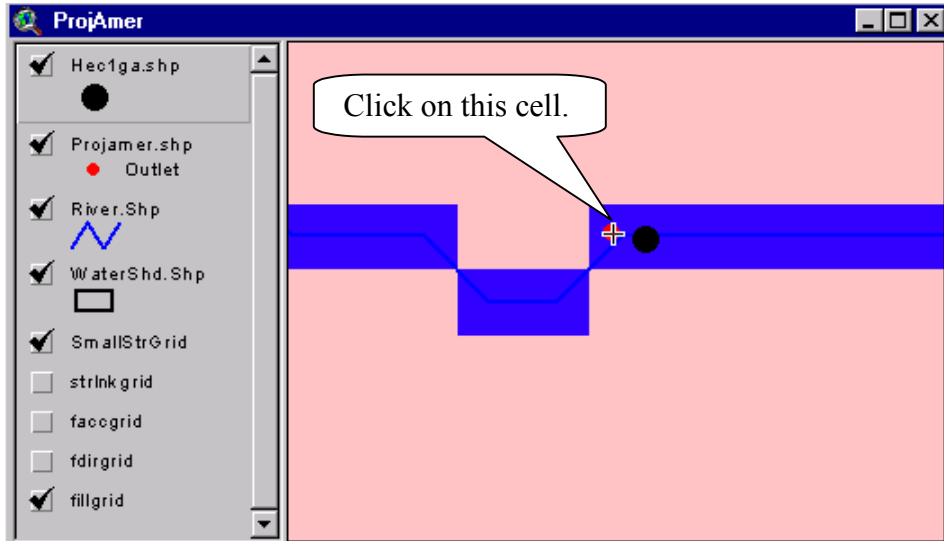 ProjAmer
Hec1ga.shp
Projamer.shp
Outlet
River.Shp
WaterShd.Shp
SmallStrGrid
strlnkgrid
faccgrid
fdirgrid
fillgrid
Click on this cell.